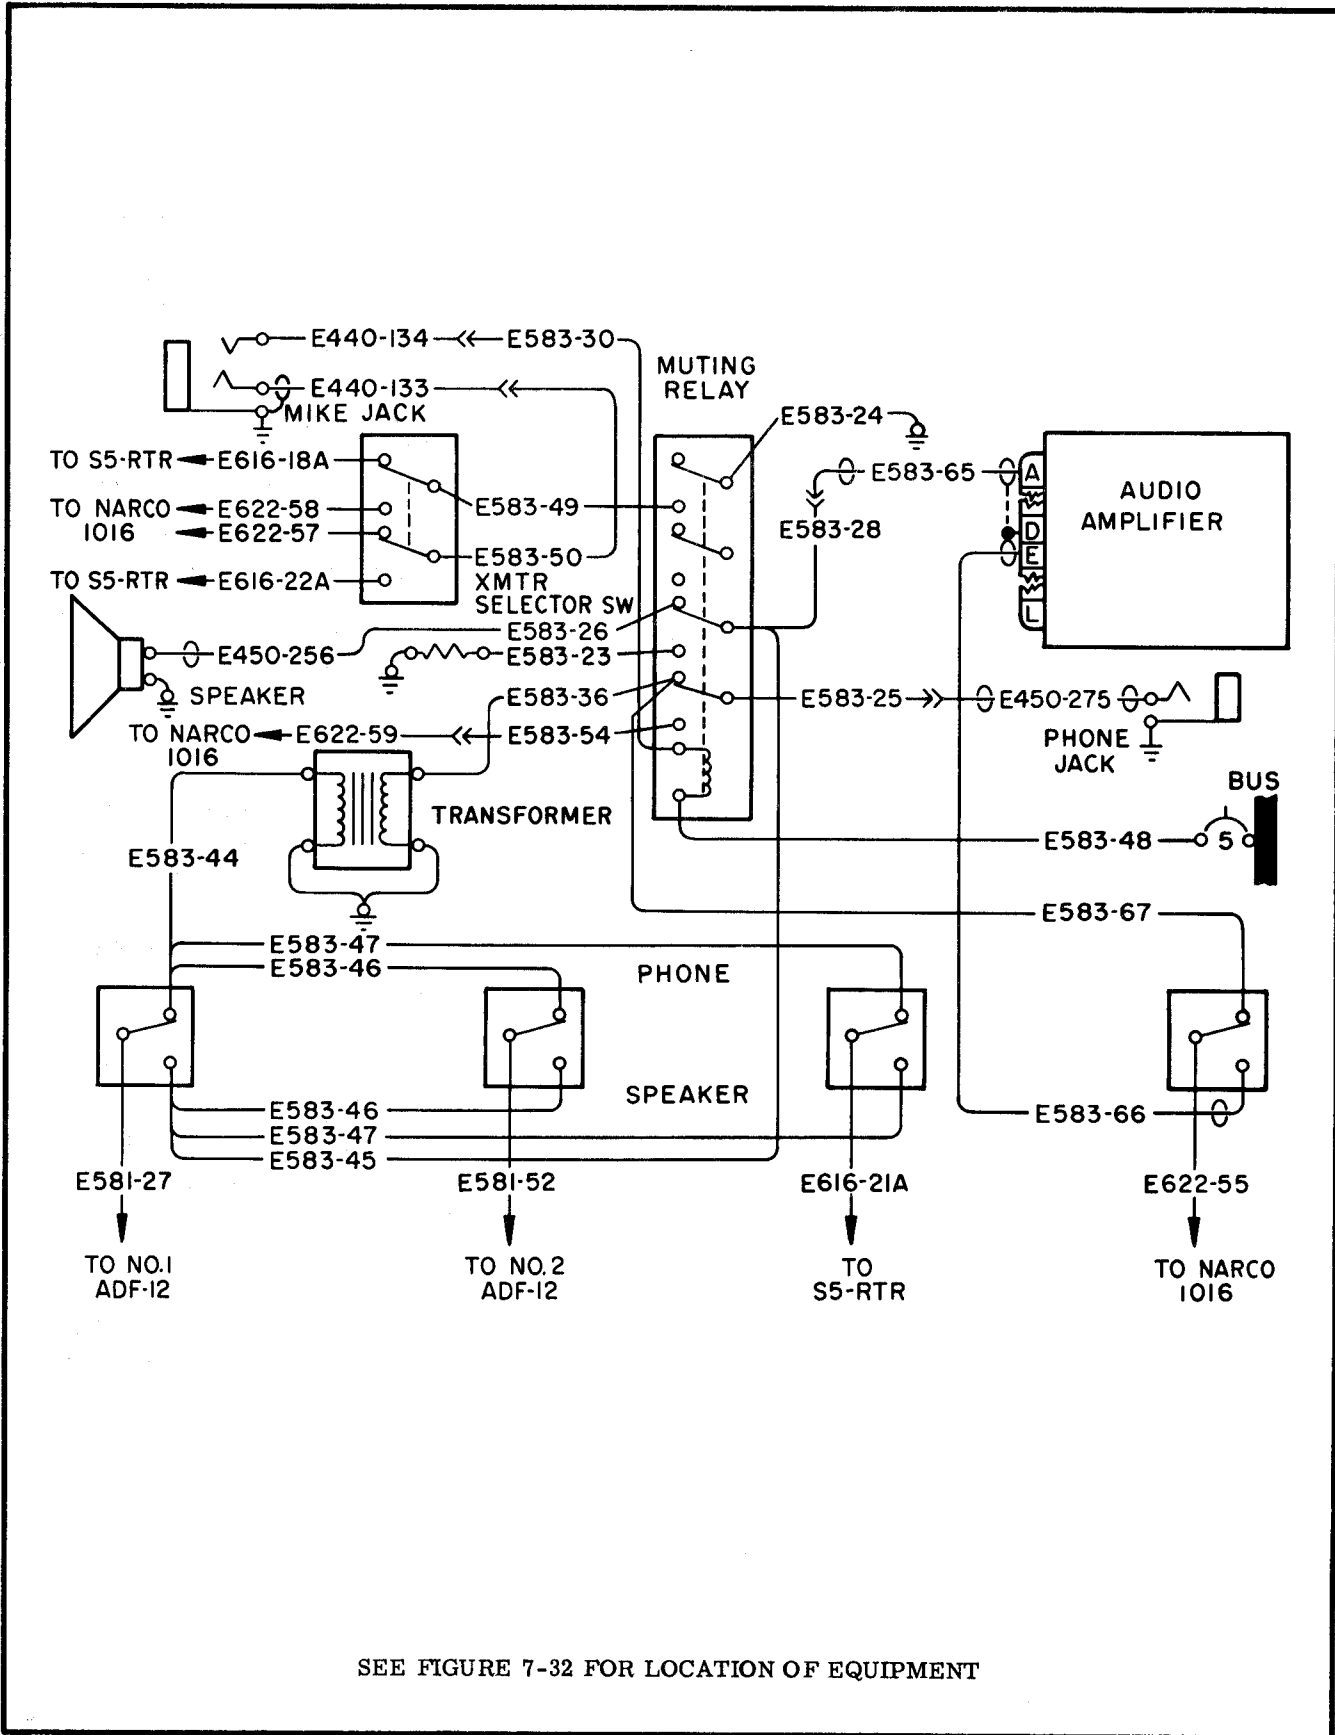 E440-134
E583-30
MUTING
RELAY
E440-133
MIKE JACK
E583-24
TO S5-RTR
E616-18A
E583-65
A
AUDIO
AMPLIFIER
TO NARCO
1016
E622-58
E583-49
E583-28
D
E622-57
E
E583-50
TO S5-RTR
E616-22A
XMTR
SELECTOR SW
L
E583-26
E450-256
E583-23
SPEAKER
E583-36
E583-25
E450-275
TO NARCO
1016
E622-59
E583-54
PHONE
JACK
BUS
TRANSFORMER
E583-48
5
E583-44
E583-67
E583-47
E583-46
PHONE
SPEAKER
E583-46
E583-66
E583-47
E583-45
E581-27
E581-52
E616-21A
E622-55
TO NO.1
ADF-12
TO NO.2
ADF-12
TO
S5-RTR
TO NARCO
1016
SEE FIGURE 7-32 FOR LOCATION OF EQUIPMENT